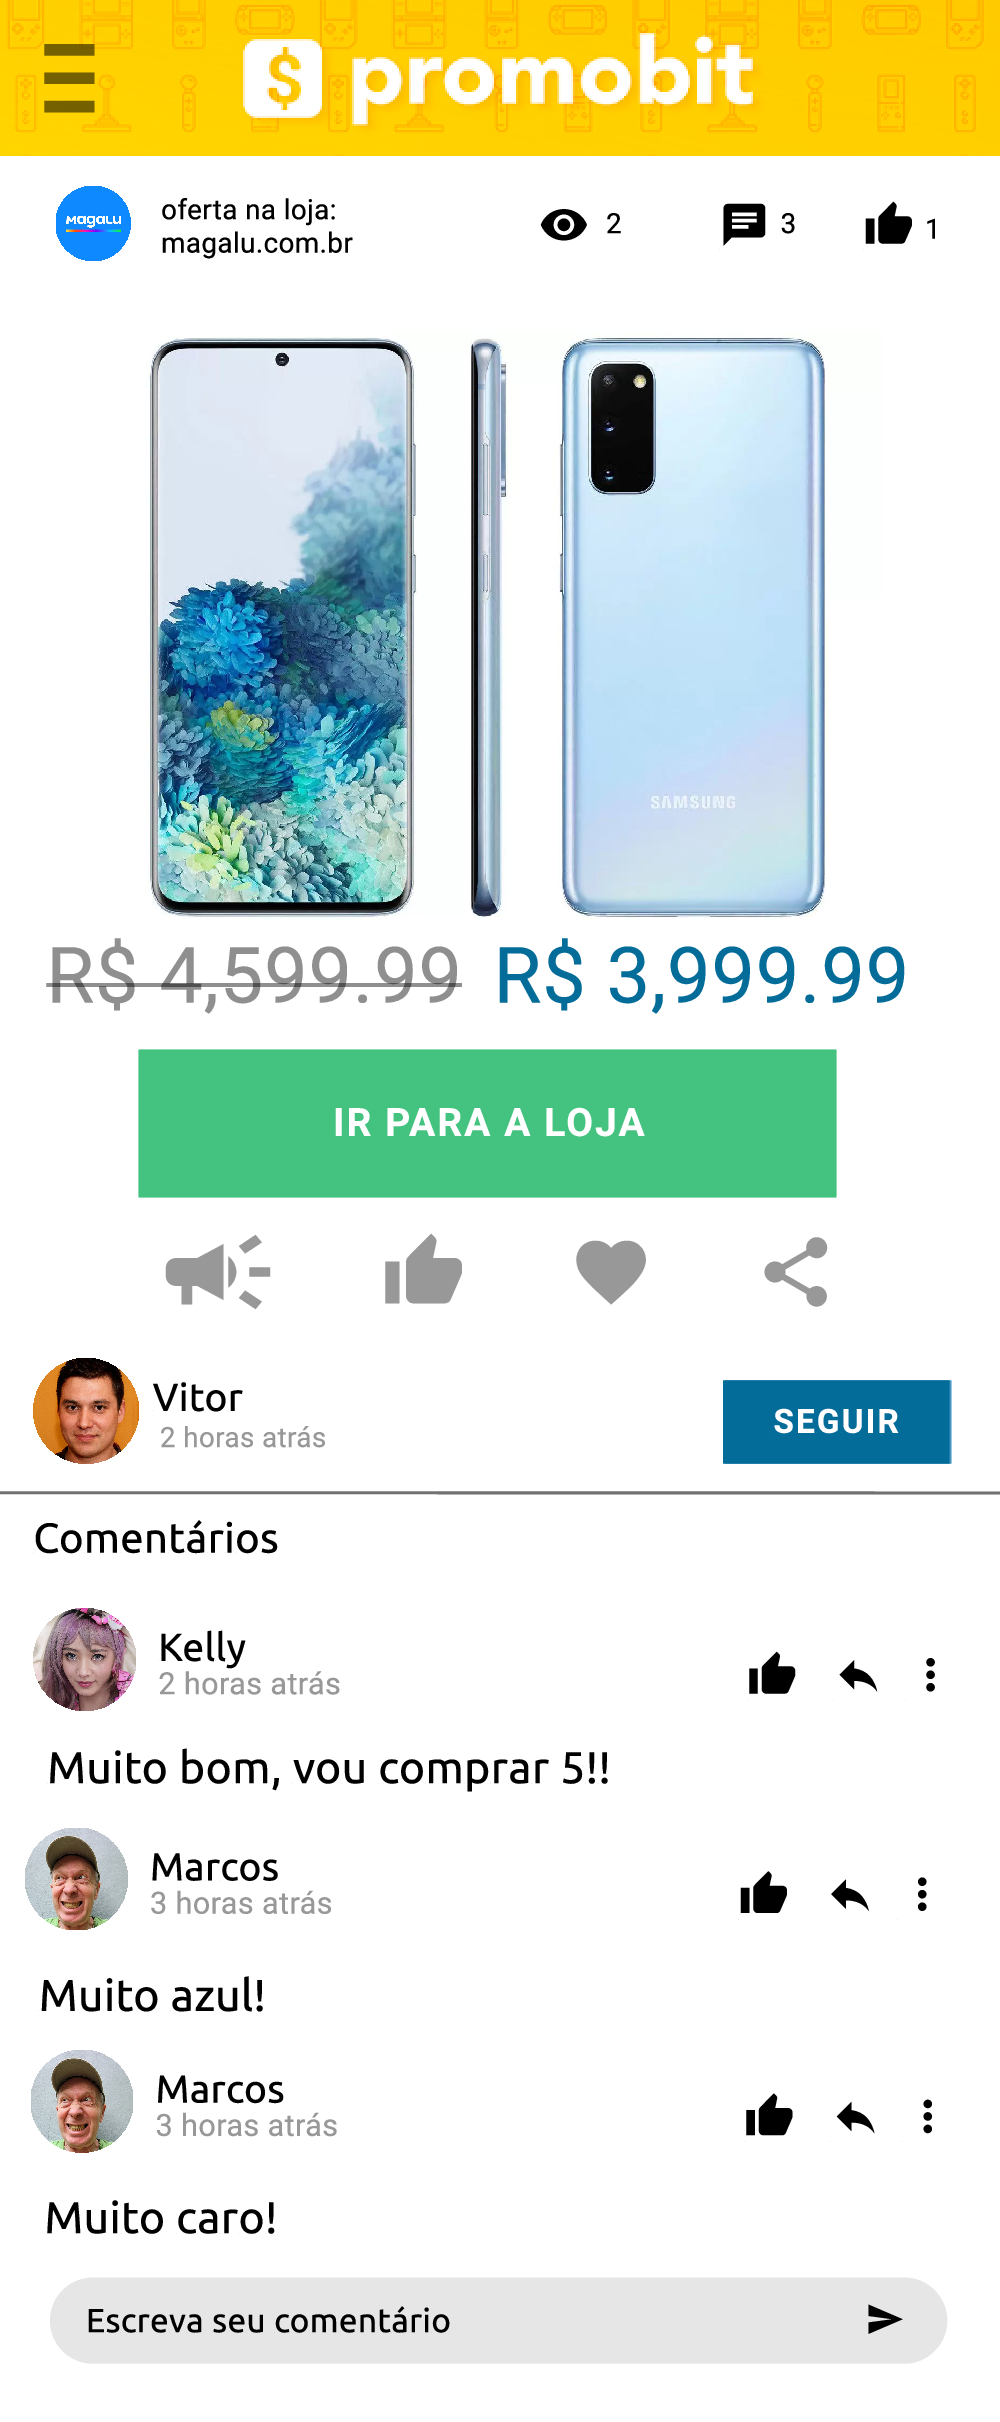 $ promobit
MAGALU
oferta na loja:
magalu.com.br
2
3
1
SAMSUNG
R$ 4,599.99 R$ 3,999.99
IR PARA A LOJA
Vitor
2 horas atrás
SEGUIR
Comentários
Kelly
2 horas atrás
Muito bom, vou comprar 5!!
Marcos
3 horas atrás
Muito azul!
Marcos
3 horas atrás
Muito caro!
Escreva seu comentário